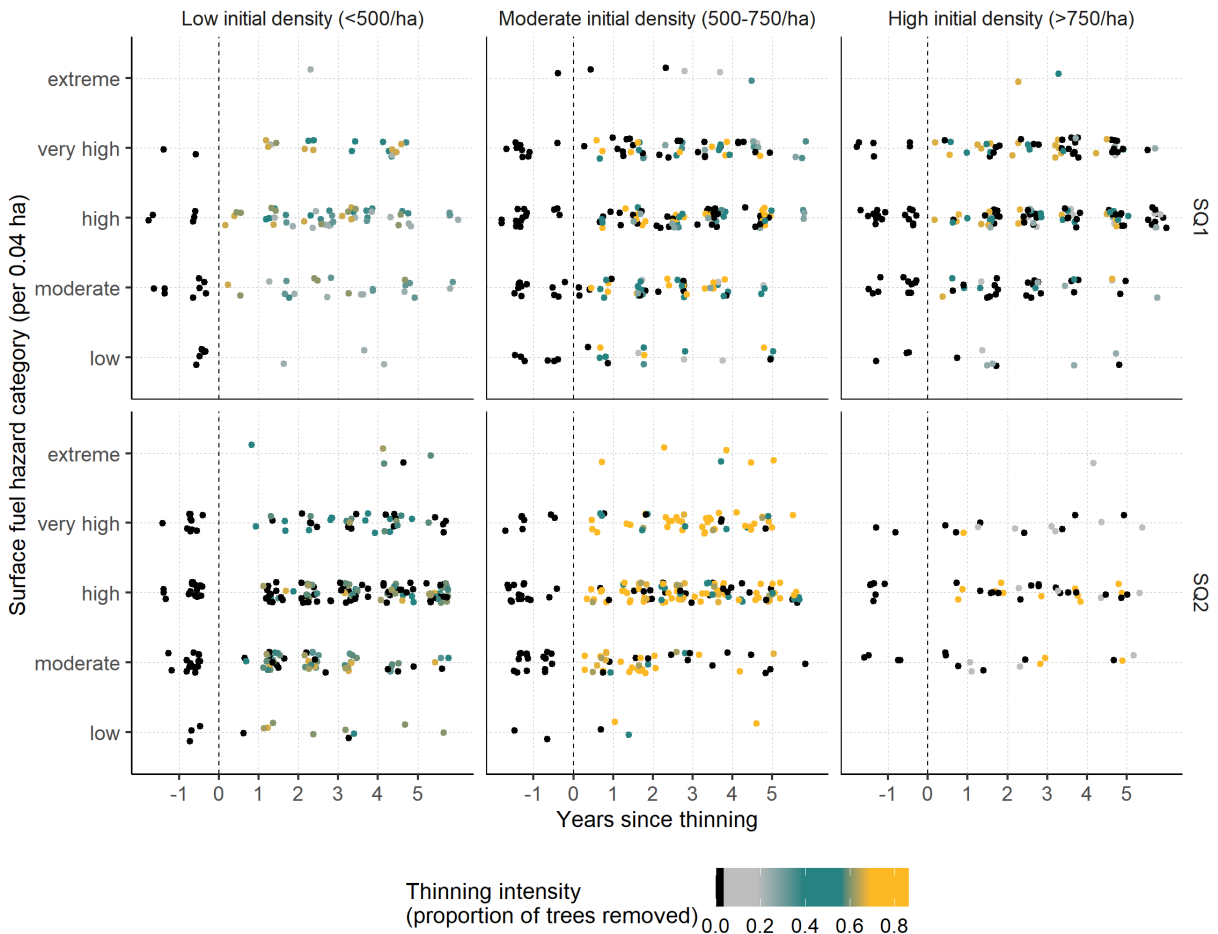 Low initial density (<500/ha)
Moderate initial density (500-750/ha)
High initial density (>750/ha)
Surface fuel hazard category (per 0.04 ha)
extreme
very high
high
moderate
low
SQ1
extreme
very high
high
moderate
low
SQ2
-1 0 1 2 3 4 5
-1 0 1 2 3 4 5
-1 0 1 2 3 4 5
Years since thinning
Thinning intensity
(proportion of trees removed)
0.0 0.2 0.4 0.6 0.8